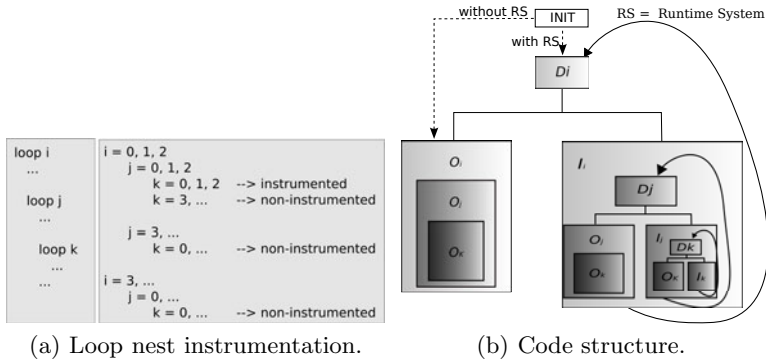 loop i
...
loop j
...
loop k
...
...
i = 0, 1, 2
j = 0, 1, 2
k = 0, 1, 2 --> instrumented
k = 3, ... --> non-instrumented
j = 3, ...
k = 0, ... --> non-instrumented
i = 3, ...
j = 0, ...
k = 0, ... --> non-instrumented
(a) Loop nest instrumentation.
without RS
INIT
RS = Runtime System
with RS
Di
Oi
Oj
Ok
Ii
Dj
Oj
Ok
Ij
Dk
Ok
Ik
(b) Code structure.